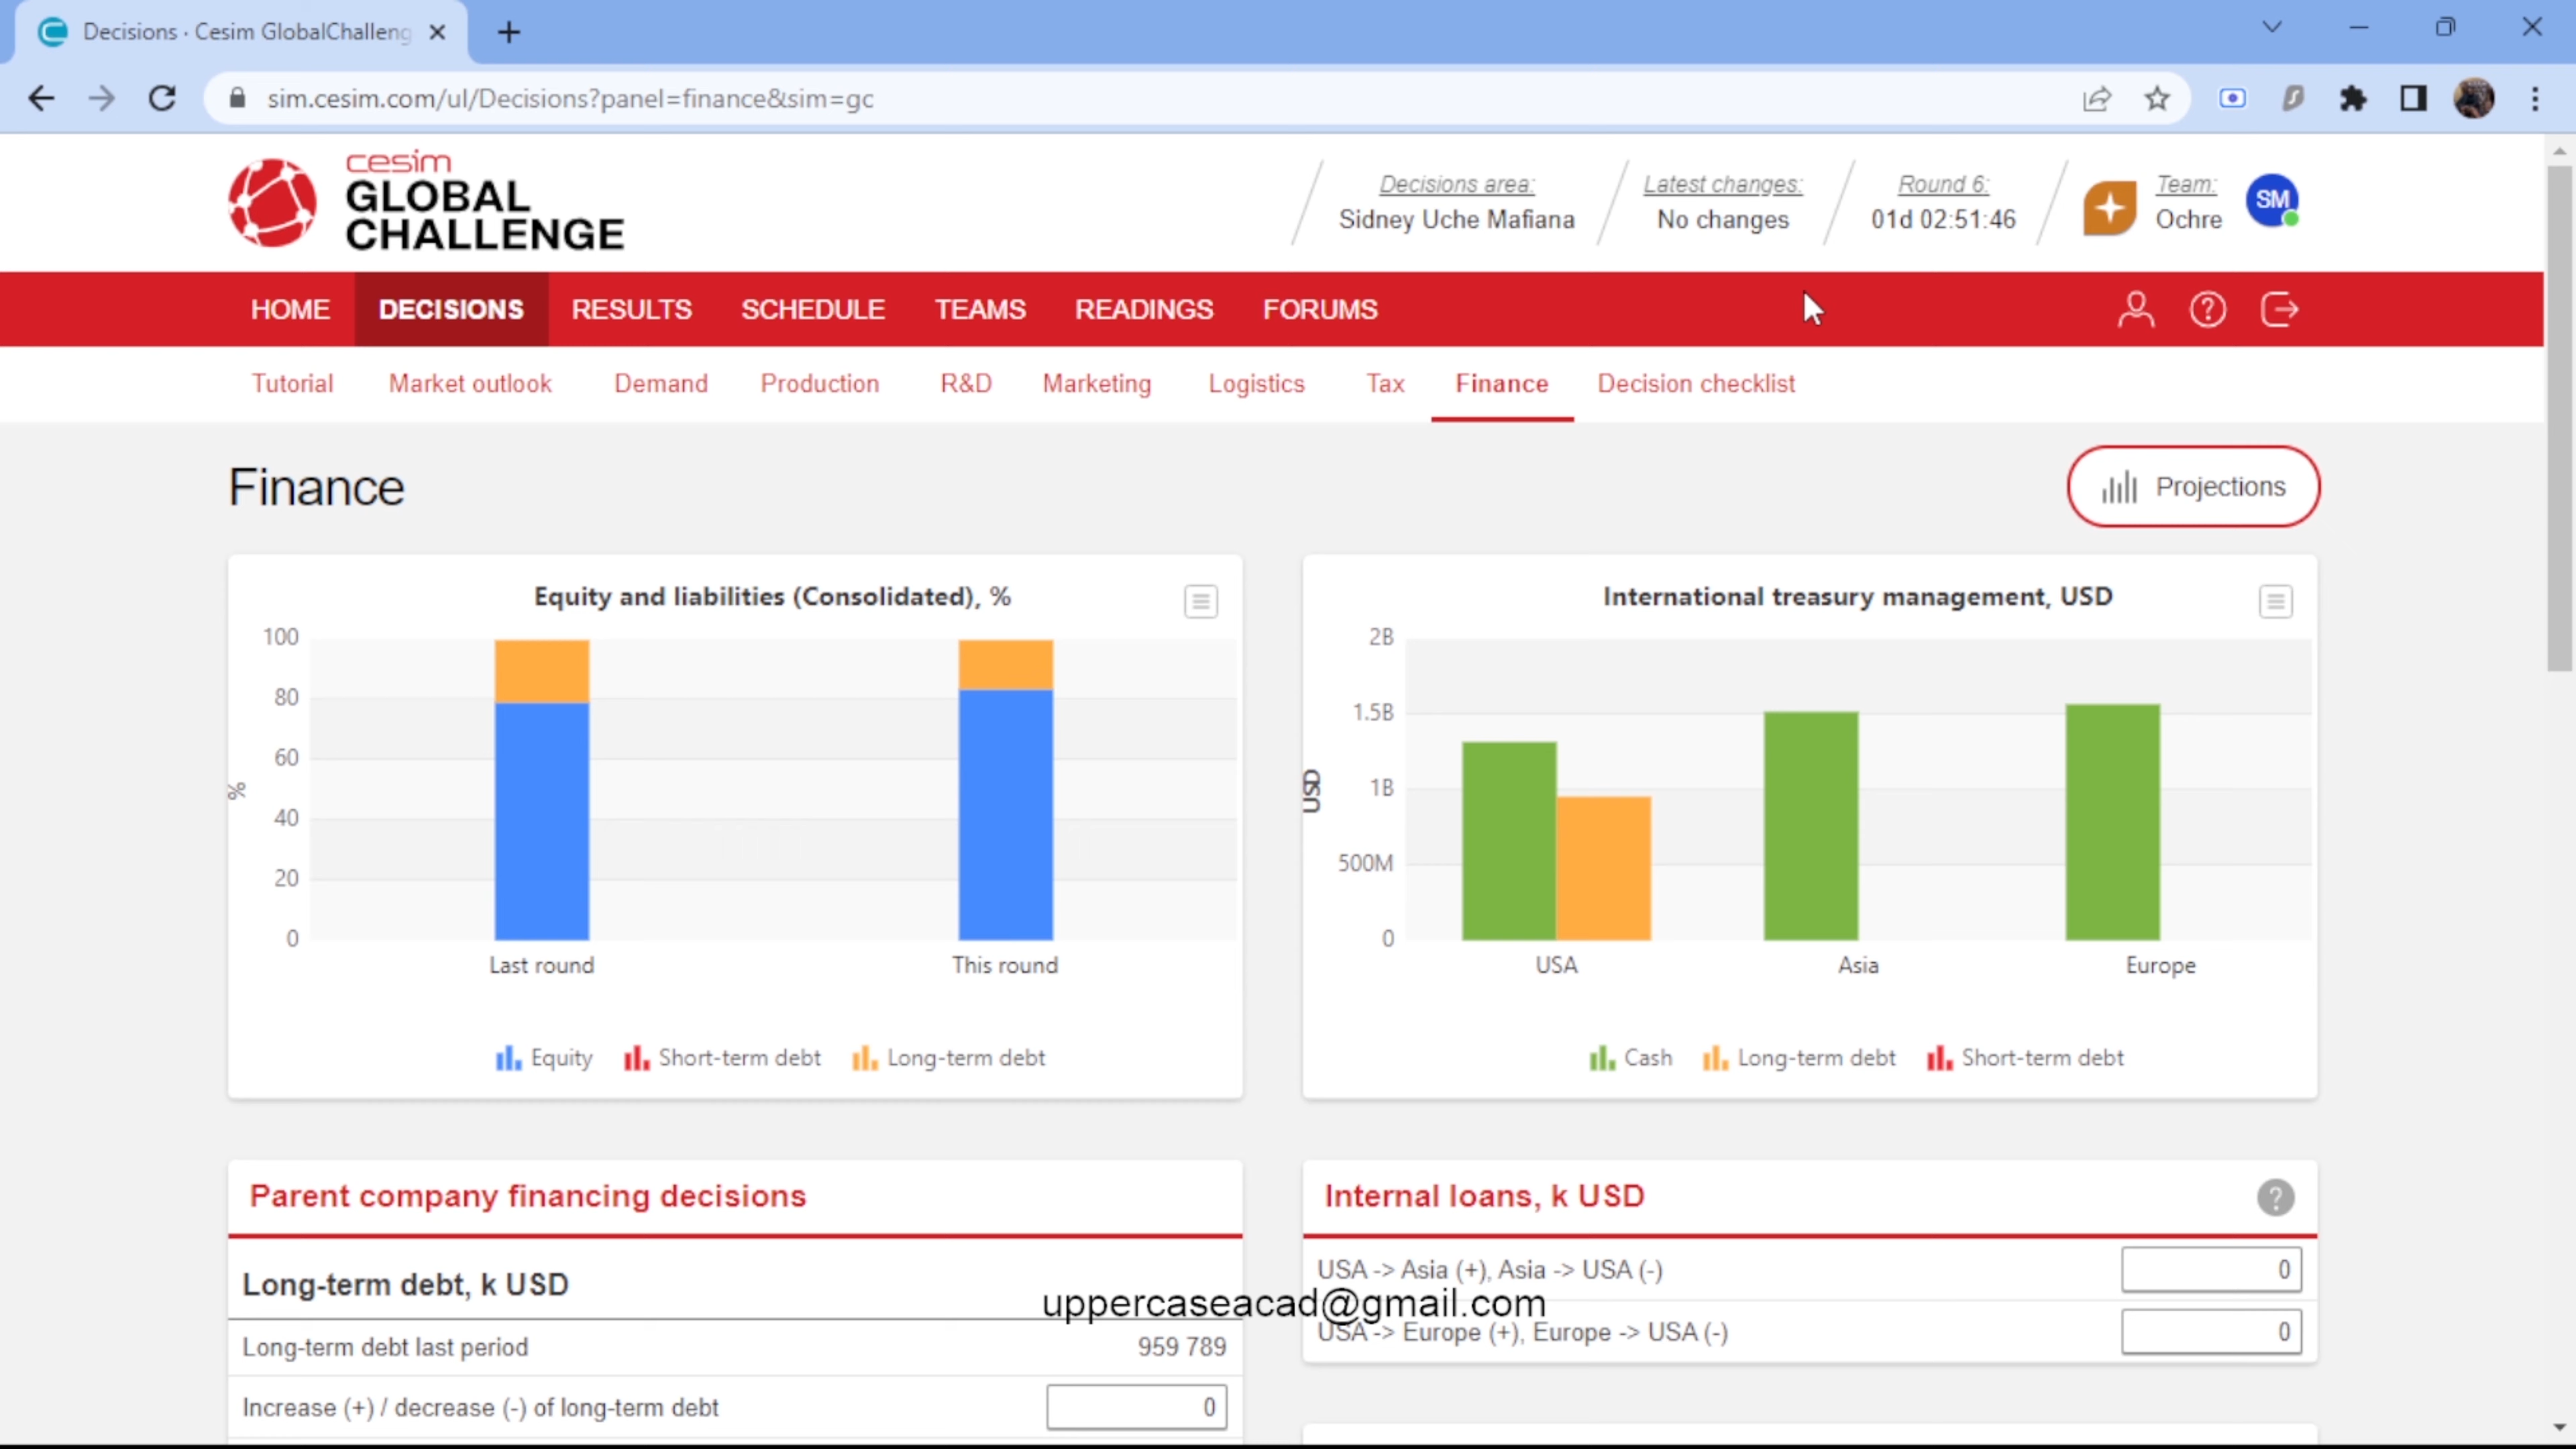 Decisions · Cesim GlobalChalleng
sim.cesim.com/ul/Decisions?panel=finance&sim=gc
cesim
GLOBAL
CHALLENGE
Decisions area:
Sidney Uche Mafiana
Latest changes:
No changes
Round 6:
01d 02:51:46
Team:
Ochre
SM
HOME DECISIONS RESULTS SCHEDULE TEAMS READINGS FORUMS
Tutorial Market outlook Demand Production R&D Marketing Logistics Tax Finance Decision checklist
Finance
Projections
Equity and liabilities (Consolidated), %
100
80
60
40
20
0
%
Last round This round
Equity Short-term debt Long-term debt
International treasury management, USD
2B
1.5B
1B
500M
0
USD
USA Asia Europe
Cash Long-term debt Short-term debt
Parent company financing decisions
Long-term debt, k USD
Long-term debt last period 959 789
Increase (+) / decrease (-) of long-term debt 0
Internal loans, k USD
?
USA -> Asia (+), Asia -> USA (-) 0
uppercaseacad@gmail.com
USA -> Europe (+), Europe -> USA (-) 0